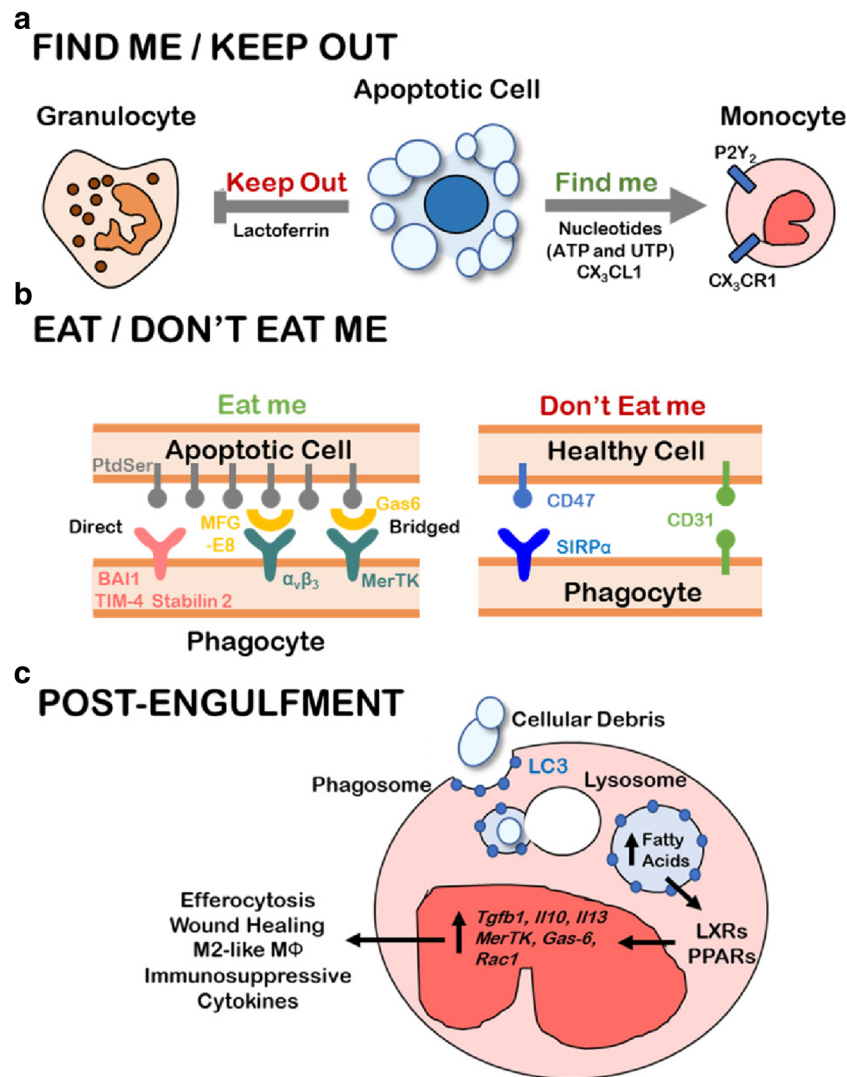 a
FIND ME / KEEP OUT
Granulocyte
Apoptotic Cell
Monocyte
Keep Out
Lactoferrin
Find me
Nucleotides
(ATP and UTP)
CX₃CL1
P2Y₂
CX₃CR1
b
EAT / DON'T EAT ME
Eat me
Apoptotic Cell
PtdSer
Direct
MFG
-E8
Gas6
Bridged
BAI1
TIM-4 Stabilin 2
αᵥβ₃
MerTK
Phagocyte
Don't Eat me
Healthy Cell
CD47
CD31
SIRPα
Phagocyte
c
POST-ENGULFMENT
Cellular Debris
Phagosome
LC3
Lysosome
Fatty
Acids
LXRs
PPARs
Tgfb1, Il10, Il13
MerTK, Gas-6,
Rac1
Efferocytosis
Wound Healing
M2-like MΦ
Immunosuppressive
Cytokines